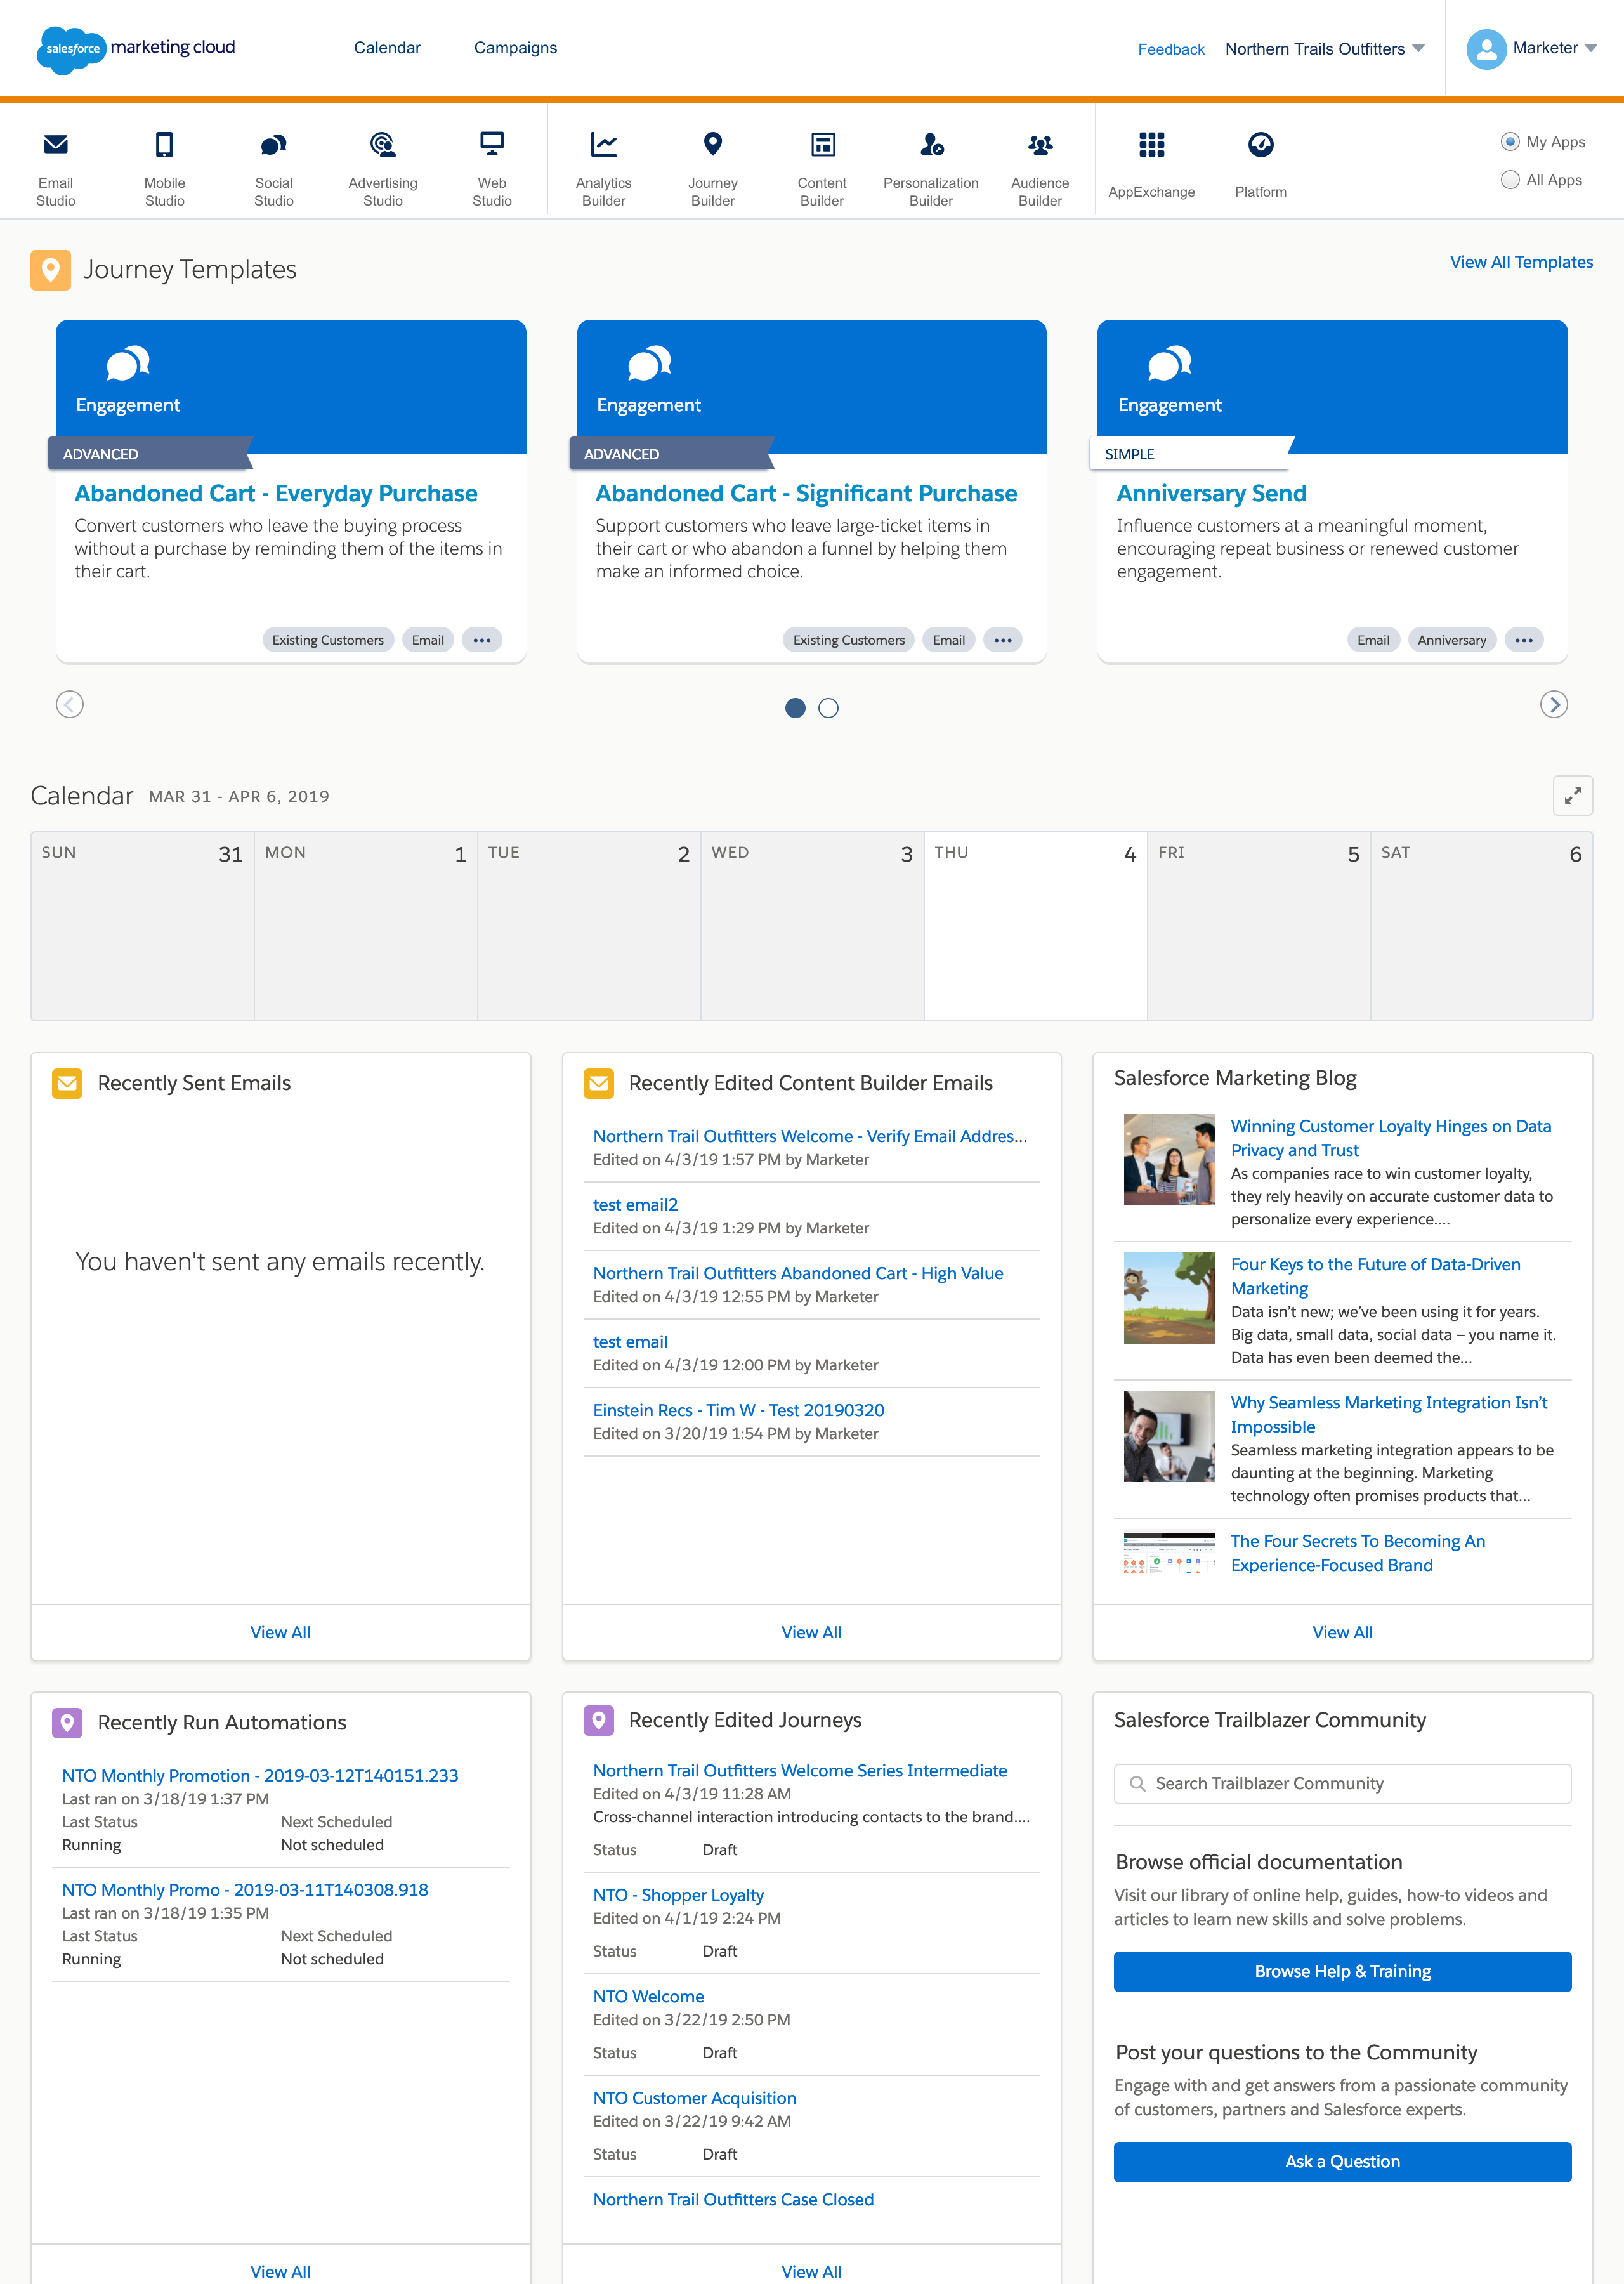 salesforce marketing cloud
Calendar
Campaigns
Feedback
Northern Trails Outfitters
Marketer
Email
Studio
Mobile
Studio
Social
Studio
Advertising
Studio
Web
Studio
Analytics
Builder
Journey
Builder
Content
Builder
Personalization
Builder
Audience
Builder
AppExchange
Platform
My Apps
All Apps
Journey Templates
View All Templates
Engagement
ADVANCED
Abandoned Cart - Everyday Purchase
Convert customers who leave the buying process
without a purchase by reminding them of the items in
their cart.
Existing Customers
Email
•••
Engagement
ADVANCED
Abandoned Cart - Significant Purchase
Support customers who leave large-ticket items in
their cart or who abandon a funnel by helping them
make an informed choice.
Existing Customers
Email
•••
Engagement
SIMPLE
Anniversary Send
Influence customers at a meaningful moment,
encouraging repeat business or renewed customer
engagement.
Email
Anniversary
•••
Calendar MAR 31 - APR 6, 2019
SUN 31
MON 1
TUE 2
WED 3
THU 4
FRI 5
SAT 6
Recently Sent Emails
You haven't sent any emails recently.
View All
Recently Edited Content Builder Emails
Northern Trail Outfitters Welcome - Verify Email Addres...
Edited on 4/3/19 1:57 PM by Marketer
test email2
Edited on 4/3/19 1:29 PM by Marketer
Northern Trail Outfitters Abandoned Cart - High Value
Edited on 4/3/19 12:55 PM by Marketer
test email
Edited on 4/3/19 12:00 PM by Marketer
Einstein Recs - Tim W - Test 20190320
Edited on 3/20/19 1:54 PM by Marketer
View All
Salesforce Marketing Blog
Winning Customer Loyalty Hinges on Data
Privacy and Trust
As companies race to win customer loyalty,
they rely heavily on accurate customer data to
personalize every experience....
Four Keys to the Future of Data-Driven
Marketing
Data isn’t new; we’ve been using it for years.
Big data, small data, social data – you name it.
Data has even been deemed the...
Why Seamless Marketing Integration Isn’t
Impossible
Seamless marketing integration appears to be
daunting at the beginning. Marketing
technology often promises products that...
The Four Secrets To Becoming An
Experience-Focused Brand
View All
Recently Run Automations
NTO Monthly Promotion - 2019-03-12T140151.233
Last ran on 3/18/19 1:37 PM
Last Status Next Scheduled
Running Not scheduled
NTO Monthly Promo - 2019-03-11T140308.918
Last ran on 3/18/19 1:35 PM
Last Status Next Scheduled
Running Not scheduled
View All
Recently Edited Journeys
Northern Trail Outfitters Welcome Series Intermediate
Edited on 4/3/19 11:28 AM
Cross-channel interaction introducing contacts to the brand....
Status Draft
NTO - Shopper Loyalty
Edited on 4/1/19 2:24 PM
Status Draft
NTO Welcome
Edited on 3/22/19 2:50 PM
Status Draft
NTO Customer Acquisition
Edited on 3/22/19 9:42 AM
Status Draft
Northern Trail Outfitters Case Closed
View All
Salesforce Trailblazer Community
Search Trailblazer Community
Browse official documentation
Visit our library of online help, guides, how-to videos and
articles to learn new skills and solve problems.
Browse Help & Training
Post your questions to the Community
Engage with and get answers from a passionate community
of customers, partners and Salesforce experts.
Ask a Question